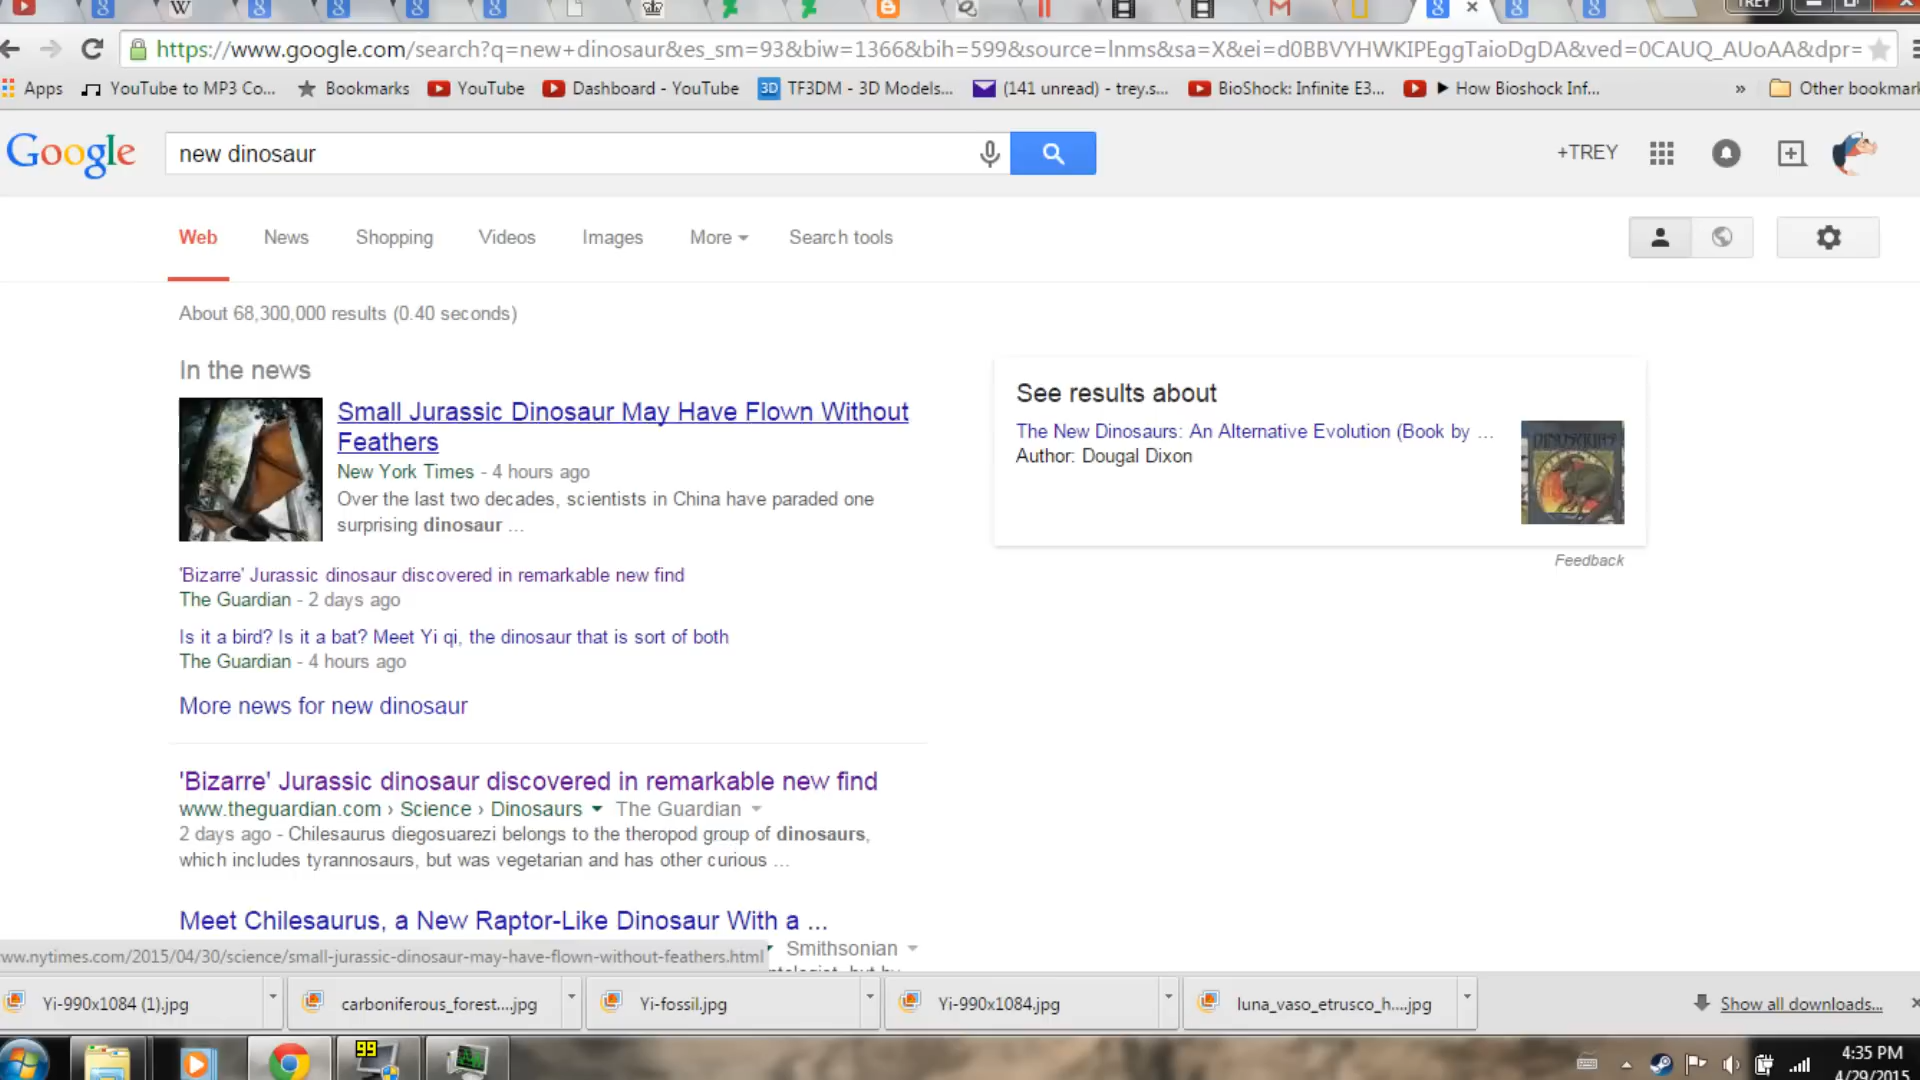 TREY
https://www.google.com/search?q=new+dinosaur&es_sm=93&biw=1366&bih=599&source=lnms&sa=X&ei=d0BBVYHWKIPEggTaioDgDA&ved=0CAUQ_AUoAA&dpr=
Apps YouTube to MP3 Co... Bookmarks YouTube Dashboard - YouTube 3D TF3DM - 3D Models... (141 unread) - trey.s... BioShock: Infinite E3... ► How Bioshock Inf... » Other bookmark
Google new dinosaur +TREY
Web News Shopping Videos Images More Search tools
About 68,300,000 results (0.40 seconds)
In the news
Small Jurassic Dinosaur May Have Flown Without
Feathers
New York Times - 4 hours ago
Over the last two decades, scientists in China have paraded one
surprising dinosaur ...
'Bizarre' Jurassic dinosaur discovered in remarkable new find
The Guardian - 2 days ago
Is it a bird? Is it a bat? Meet Yi qi, the dinosaur that is sort of both
The Guardian - 4 hours ago
More news for new dinosaur
See results about
The New Dinosaurs: An Alternative Evolution (Book by ...
Author: Dougal Dixon
Feedback
'Bizarre' Jurassic dinosaur discovered in remarkable new find
www.theguardian.com › Science › Dinosaurs The Guardian
2 days ago - Chilesaurus diegosuarezi belongs to the theropod group of dinosaurs,
which includes tyrannosaurs, but was vegetarian and has other curious ...
Meet Chilesaurus, a New Raptor-Like Dinosaur With a ...
Smithsonian
ww.nytimes.com/2015/04/30/science/small-jurassic-dinosaur-may-have-flown-without-feathers.html
Yi-990x1084 (1).jpg carboniferous_forest....jpg Yi-fossil.jpg Yi-990x1084.jpg luna_vaso_etrusco_h....jpg Show all downloads...
99
4:35 PM
4/29/2015